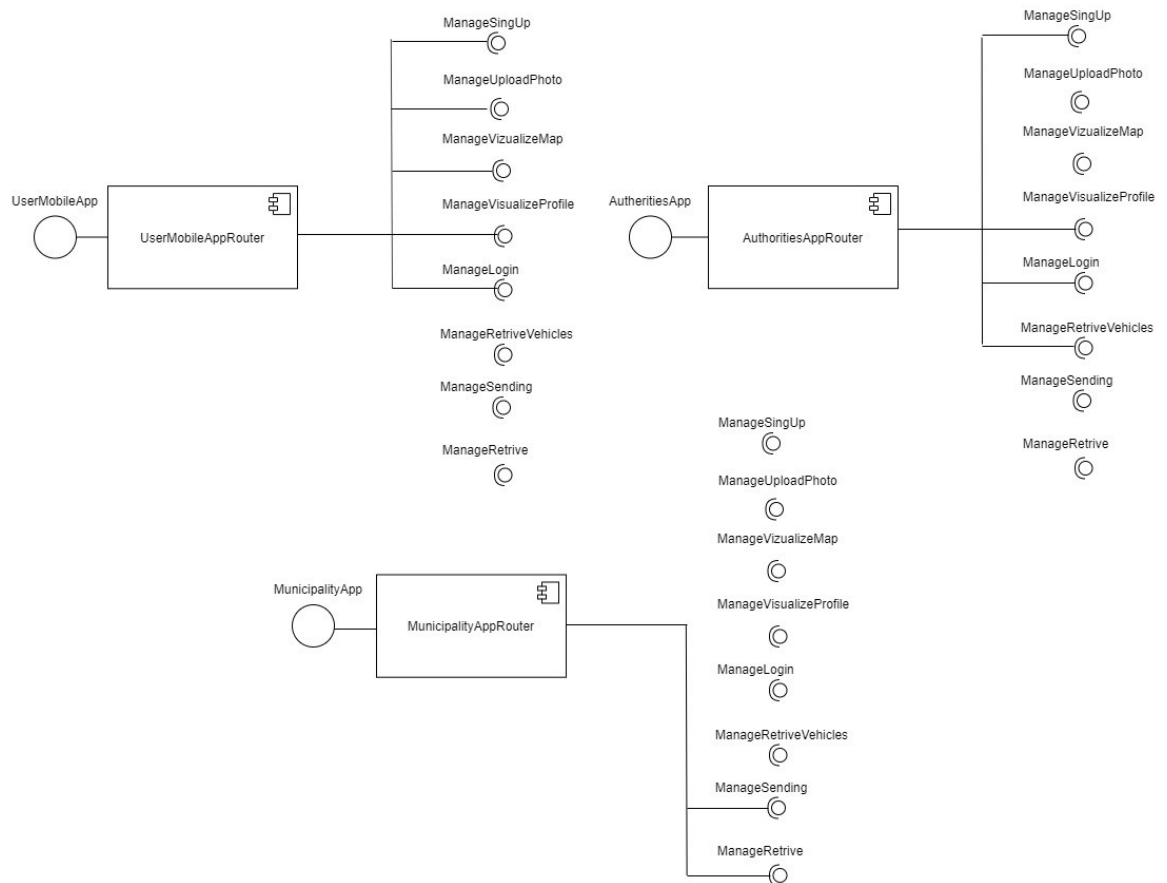 ManageSingUp
ManageUploadPhoto
ManageVizualizeMap
UserMobileApp
UserMobileAppRouter
ManageVisualizeProfile
ManageLogin
ManageRetriveVehicles
ManageSending
ManageRetrive
ManageSingUp
ManageUploadPhoto
ManageVizualizeMap
AutheritiesApp
AuthoritiesAppRouter
ManageVisualizeProfile
ManageLogin
ManageRetriveVehicles
ManageSending
ManageRetrive
ManageSingUp
ManageUploadPhoto
ManageVizualizeMap
MunicipalityApp
MunicipalityAppRouter
ManageVisualizeProfile
ManageLogin
ManageRetriveVehicles
ManageSending
ManageRetrive